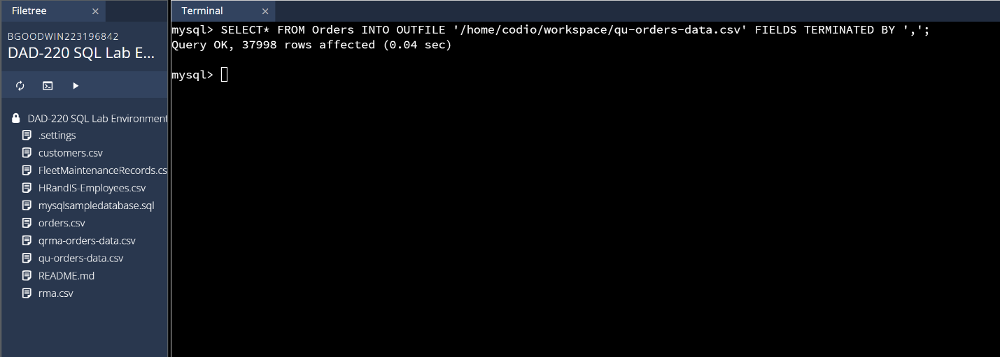 Filetree ×
BGOODWIN223196842
DAD-220 SQL Lab E...
DAD-220 SQL Lab Environment
.settings
customers.csv
FleetMaintenanceRecords.cs
HRandIS-Employees.csv
mysqlsampledatabase.sql
orders.csv
qrma-orders-data.csv
qu-orders-data.csv
README.md
rma.csv
Terminal ×
mysql> SELECT* FROM Orders INTO OUTFILE '/home/codio/workspace/qu-orders-data.csv' FIELDS TERMINATED BY ',';
Query OK, 37998 rows affected (0.04 sec)
mysql>